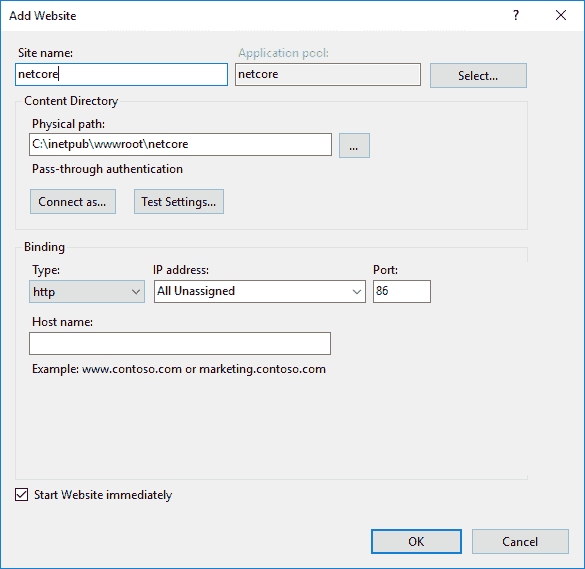 Add Website ?
Site name: Application pool:
netcore netcore Select...
Content Directory
Physical path:
C:\inetpub\wwwroot\netcore ...
Pass-through authentication
Connect as... Test Settings...
Binding
Type: IP address: Port:
http All Unassigned 86
Host name:
Example: www.contoso.com or marketing.contoso.com
Start Website immediately
OK Cancel